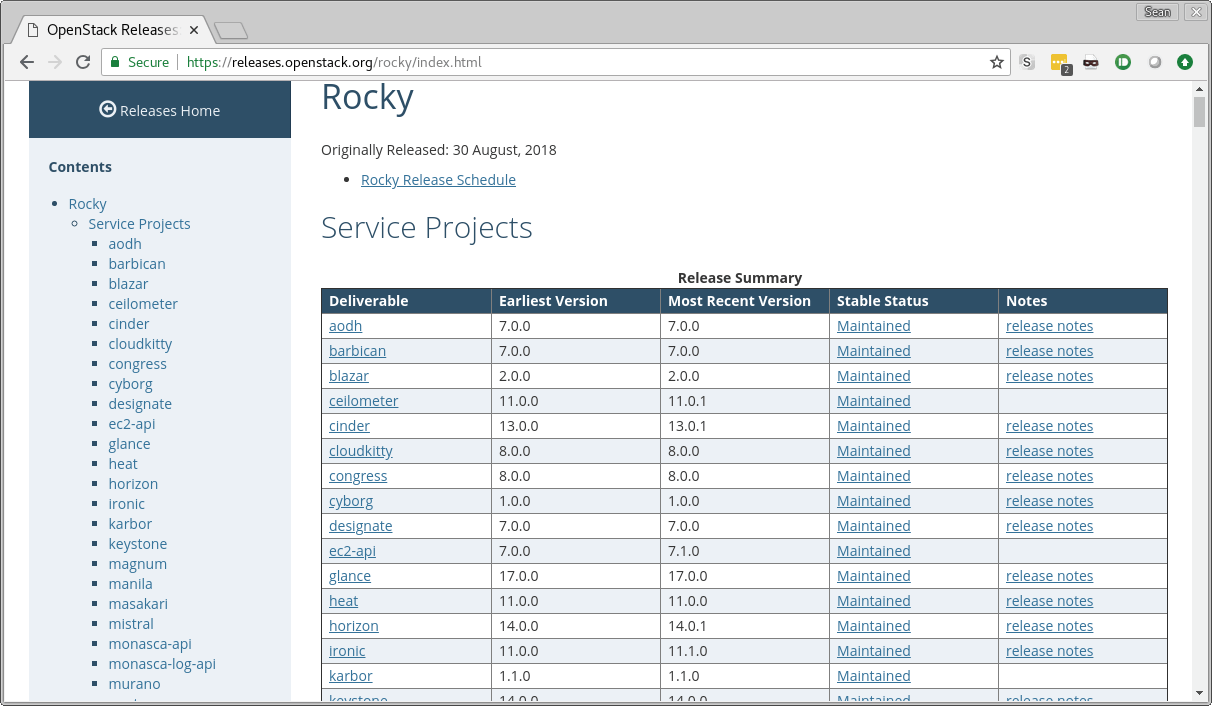 Sean
OpenStack Releases
Secure https://releases.openstack.org/rocky/index.html
S
2
Releases Home
Contents
Rocky
Service Projects
aodh
barbican
blazar
ceilometer
cinder
cloudkitty
congress
cyborg
designate
ec2-api
glance
heat
horizon
ironic
karbor
keystone
magnum
manila
masakari
mistral
monasca-api
monasca-log-api
murano
Rocky
Originally Released: 30 August, 2018
Rocky Release Schedule
Service Projects
Release Summary
Deliverable Earliest Version Most Recent Version Stable Status Notes
aodh 7.0.0 7.0.0 Maintained release notes
barbican 7.0.0 7.0.0 Maintained release notes
blazar 2.0.0 2.0.0 Maintained release notes
ceilometer 11.0.0 11.0.1 Maintained
cinder 13.0.0 13.0.1 Maintained release notes
cloudkitty 8.0.0 8.0.0 Maintained release notes
congress 8.0.0 8.0.0 Maintained release notes
cyborg 1.0.0 1.0.0 Maintained release notes
designate 7.0.0 7.0.0 Maintained release notes
ec2-api 7.0.0 7.1.0 Maintained
glance 17.0.0 17.0.0 Maintained release notes
heat 11.0.0 11.0.0 Maintained release notes
horizon 14.0.0 14.0.1 Maintained release notes
ironic 11.0.0 11.1.0 Maintained release notes
karbor 1.1.0 1.1.0 Maintained
keystone 14.0.0 14.0.0 Maintained release notes